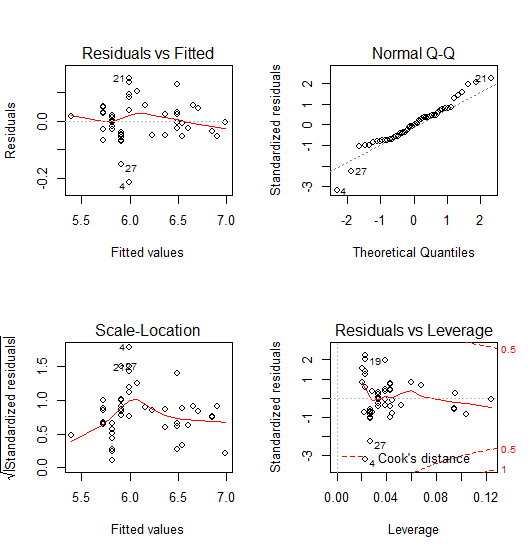 Residuals vs Fitted
Residuals
0.0
-0.2
21
27
4
5.5 6.0 6.5 7.0
Fitted values
Normal Q-Q
Standardized residuals
2
1
0
-1
-3
21
27
4
-2 -1 0 1 2
Theoretical Quantiles
Scale-Location
√|Standardized residuals|
1.5
1.0
0.5
0.0
4
27
5.5 6.0 6.5 7.0
Fitted values
Residuals vs Leverage
Standardized residuals
2
1
0
-1
-3
19
27
4
Cook's distance
0.5
0.5
1
0.00 0.04 0.08 0.12
Leverage